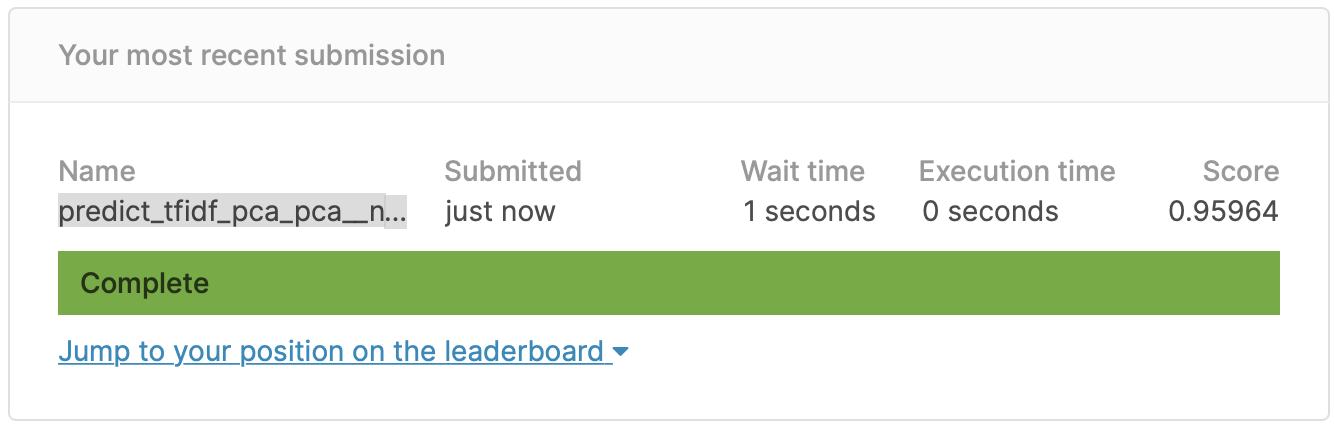 Your most recent submission
Name Submitted Wait time Execution time Score
predict_tfidf_pca_pca__n... just now 1 seconds 0 seconds 0.95964
Complete
Jump to your position on the leaderboard